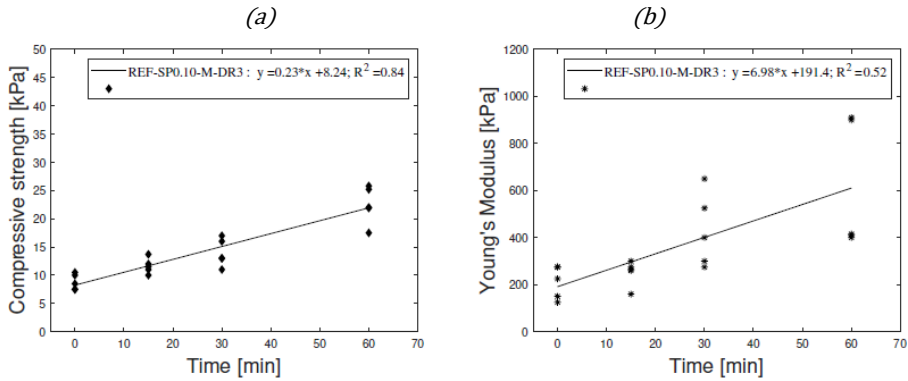 (a)
50
45
40
35
30
25
20
15
10
5
0
Compressive strength [kPa]
REF-SP0.10-M-DR3 : y =0.23*x +8.24; R² =0.84
0 10 20 30 40 50 60 70
Time [min]
(b)
1200
1000
800
600
400
200
0
Young's Modulus [kPa]
REF-SP0.10-M-DR3 : y =6.98*x +191.4; R² =0.52
0 10 20 30 40 50 60 70
Time [min]